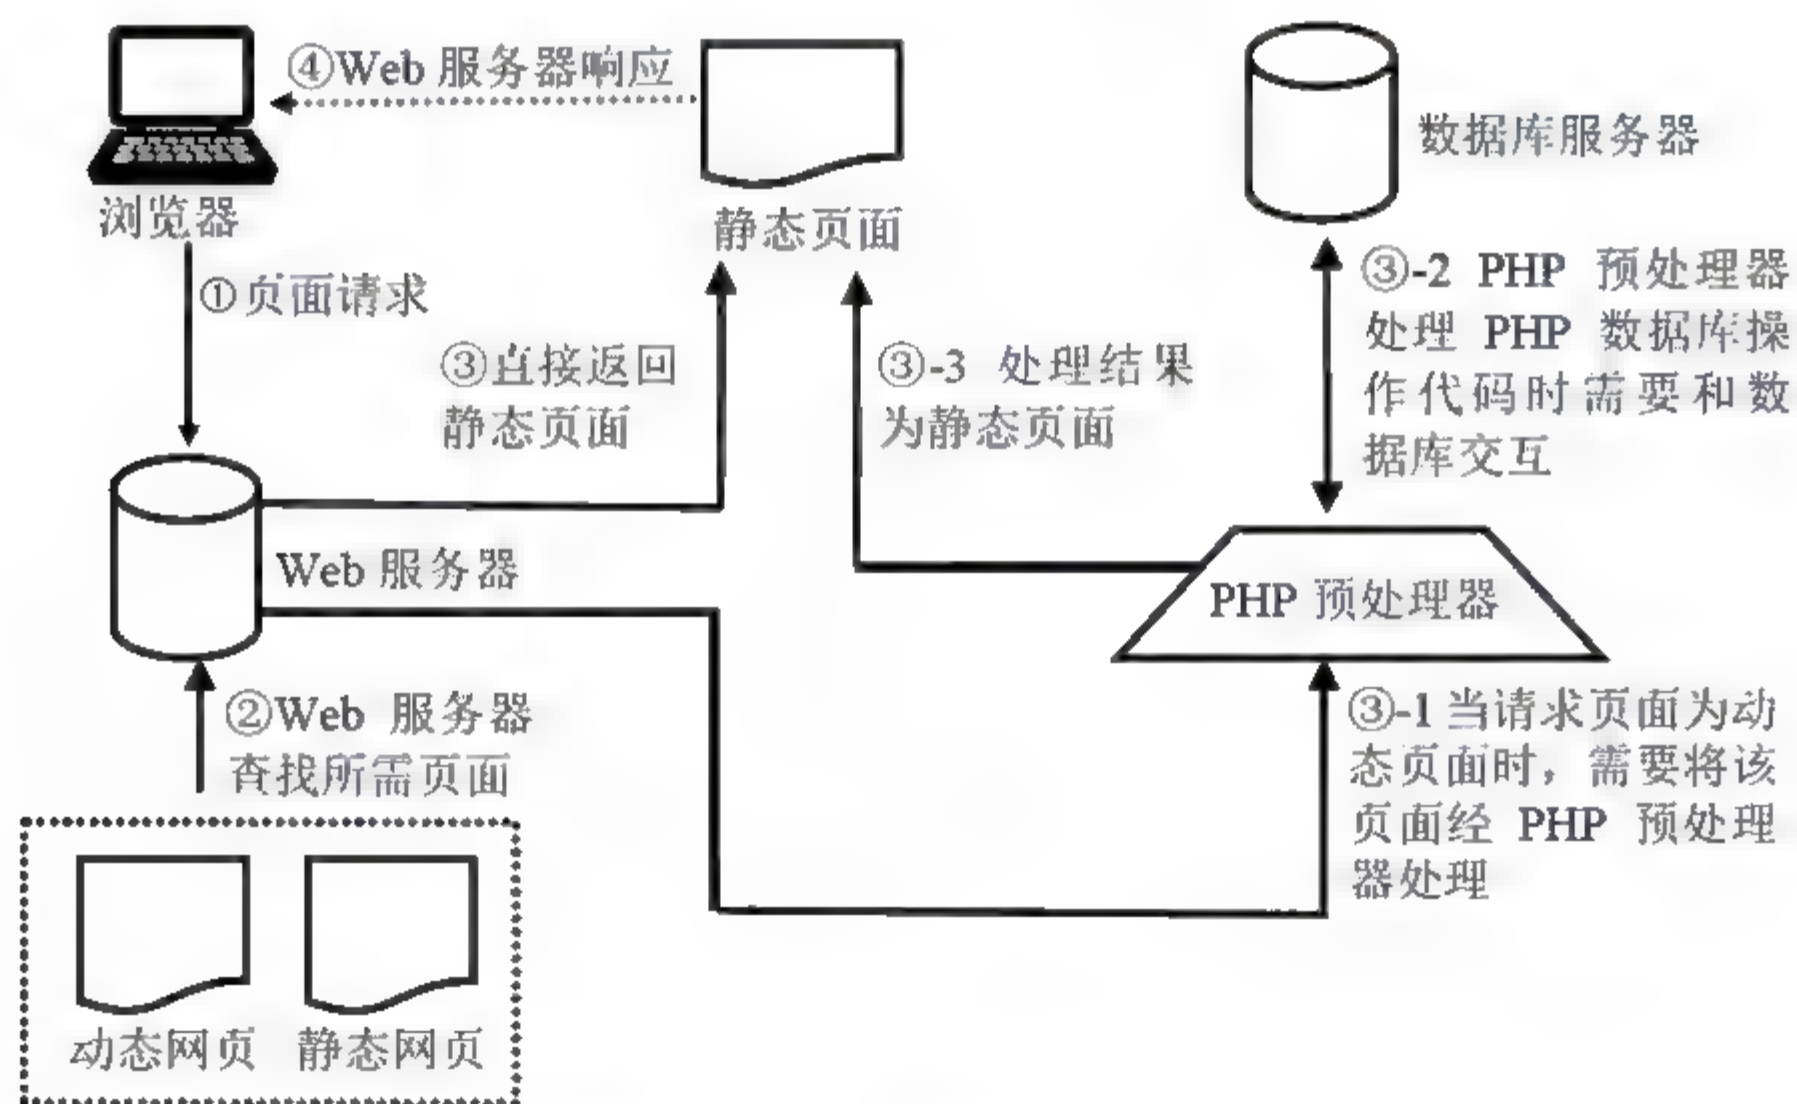 ④Web 服务器响应
数据库服务器
浏览器
静态页面
①页面请求
③直接返回
静态页面
③-3 处理结果
为静态页面
③-2 PHP 预处理器
处理 PHP 数据库操
作代码时需要和数
据库交互
Web 服务器
PHP 预处理器
②Web 服务器
查找所需页面
③-1 当请求页面为动
态页面时，需要将该
页面经 PHP 预处理
器处理
动态网页 静态网页